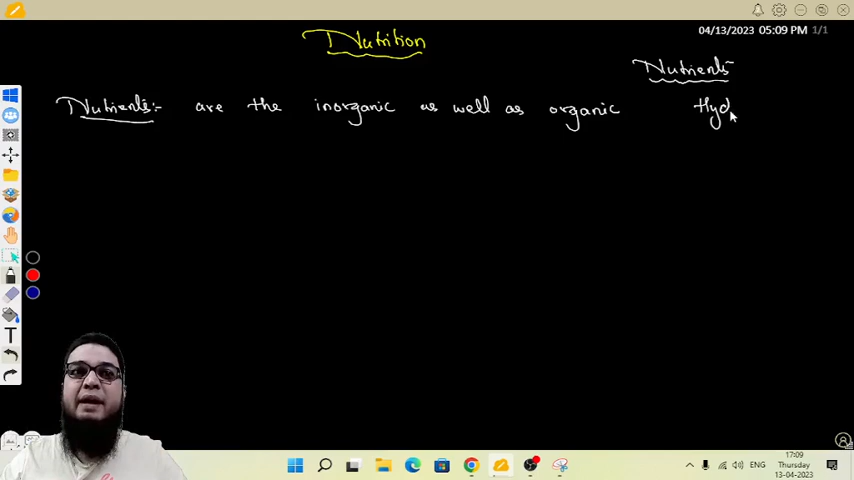 04/13/2023 05:09 PM 1/1
Nutrition
Nutrients-
Nutrients:- are the inorganic as well as organic Hyd
T
ENG
17:09
Thursday
13-04-2023